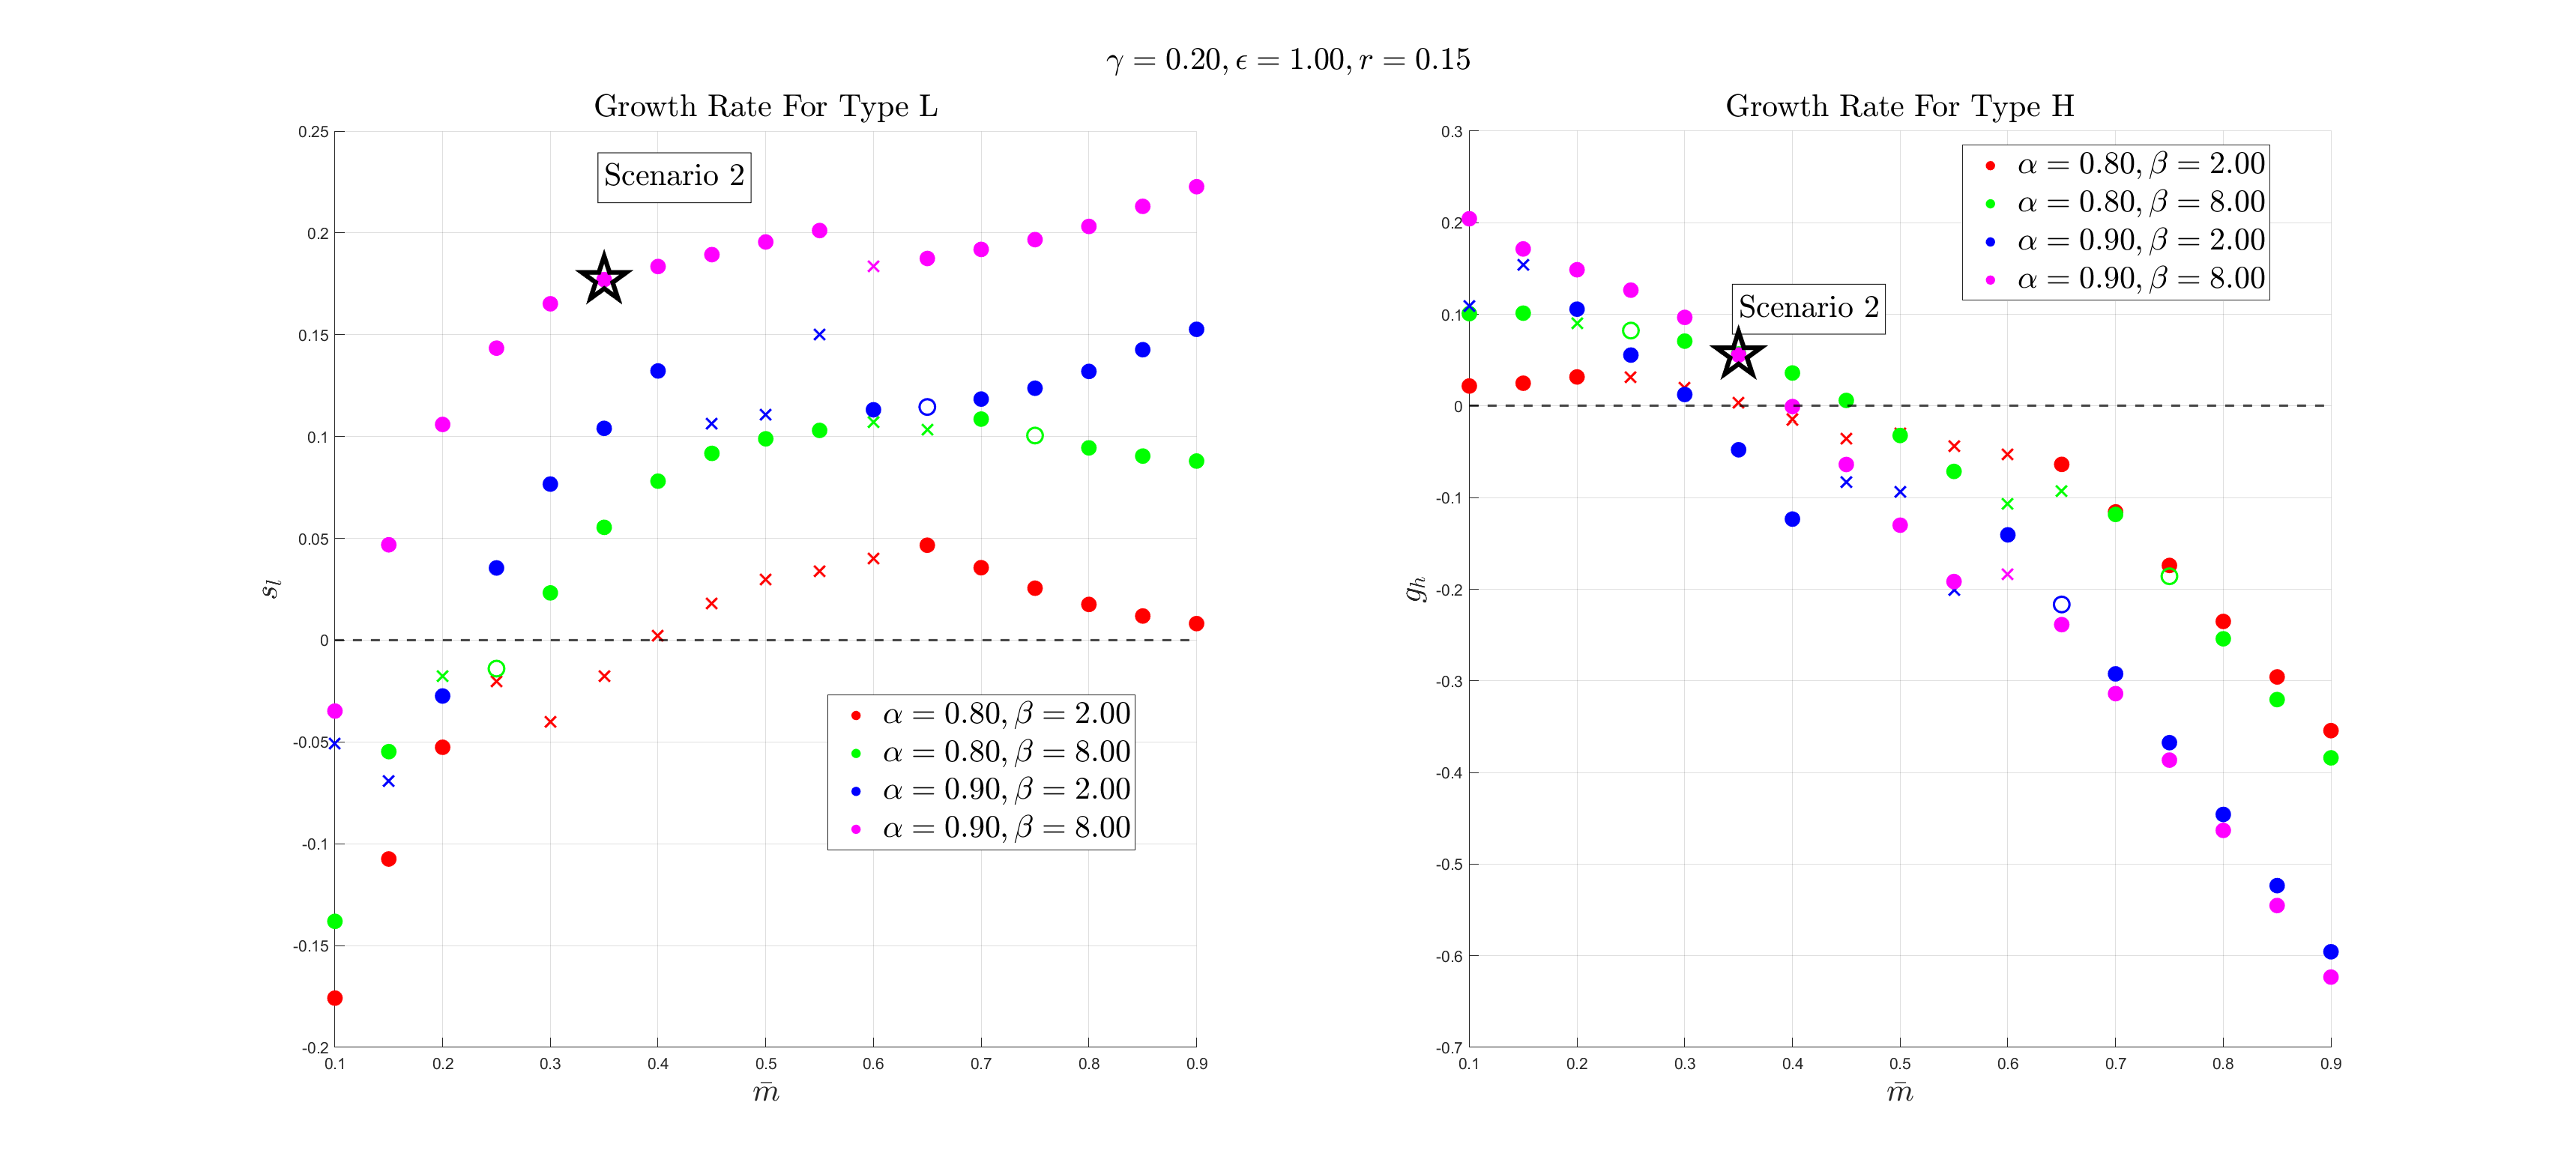 γ = 0.20, ϵ = 1.00, r = 0.15
Growth Rate For Type L
0.25
0.2
0.15
0.1
0.05
0
-0.05
-0.1
-0.15
-0.2
s_l
Scenario 2
α = 0.80, β = 2.00
α = 0.80, β = 8.00
α = 0.90, β = 2.00
α = 0.90, β = 8.00
0.1 0.2 0.3 0.4 0.5 0.6 0.7 0.8 0.9
m̄
Growth Rate For Type H
0.3
0.2
0.1
0
-0.1
-0.2
-0.3
-0.4
-0.5
-0.6
-0.7
g_h
α = 0.80, β = 2.00
α = 0.80, β = 8.00
α = 0.90, β = 2.00
α = 0.90, β = 8.00
Scenario 2
0.1 0.2 0.3 0.4 0.5 0.6 0.7 0.8 0.9
m̄